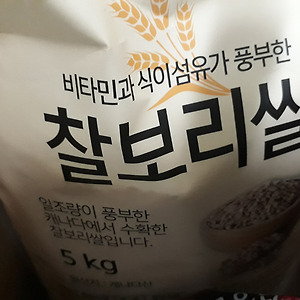 비타민과 식이섬유가 풍부한
찰보리쌀
일조량이 풍부한
캐나다에서 수확한
찰보리쌀입니다.
5 kg